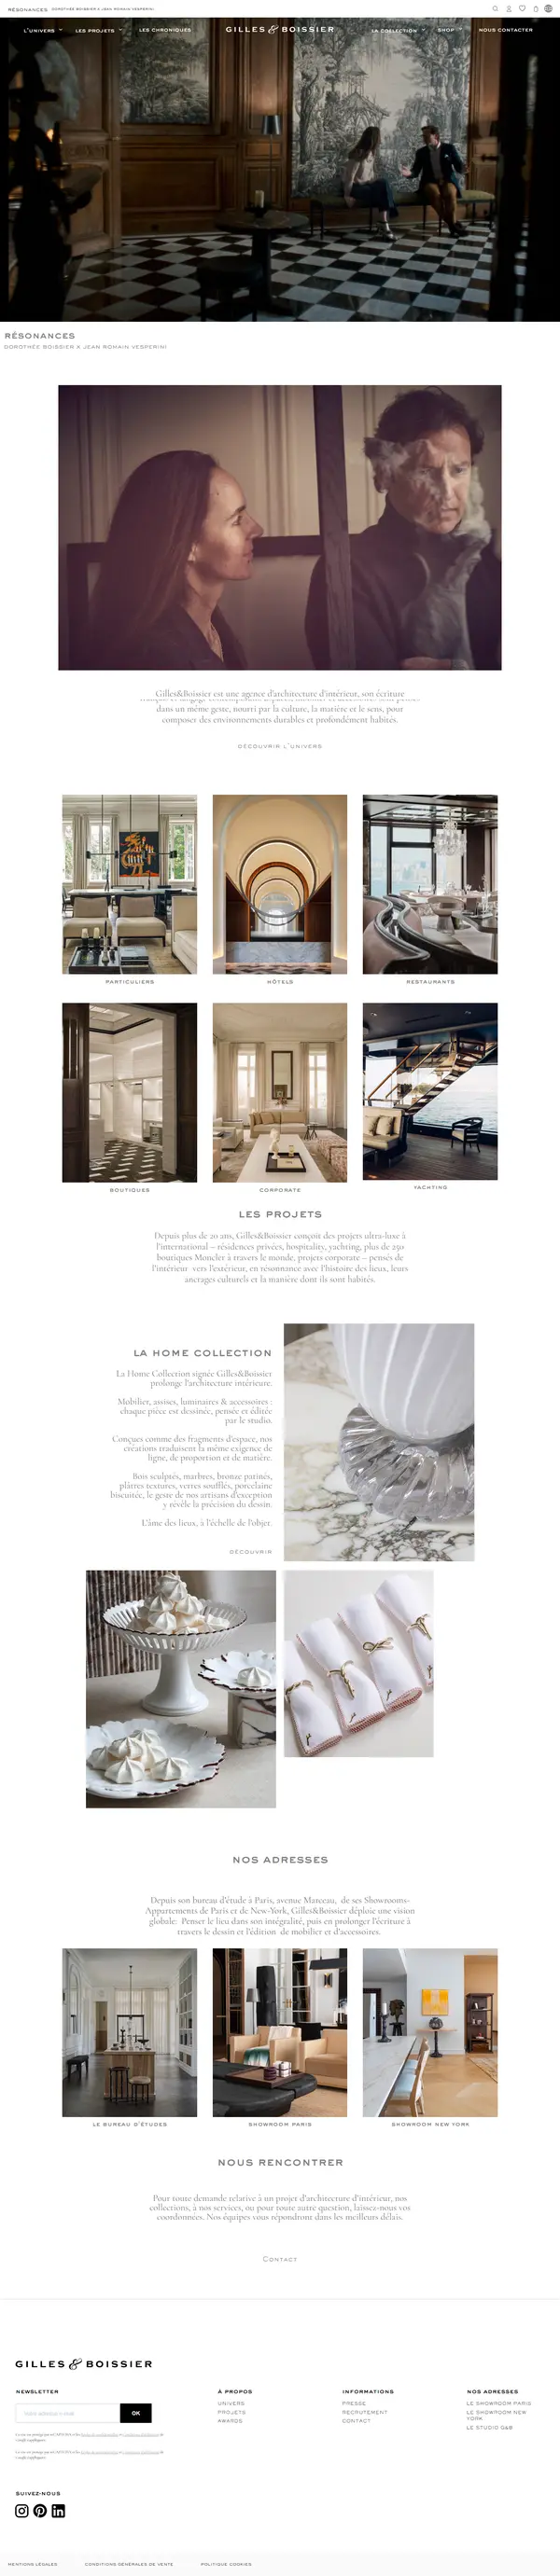 RÉSONANCES DOROTHÉE BOISSIER X JEAN ROMAIN VESPERINI
L'UNIVERS LES PROJETS LES CHRONIQUES GILLES & BOISSIER LA COLLECTION SHOP NOUS CONTACTER
RÉSONANCES
DOROTHÉE BOISSIER X JEAN ROMAIN VESPERINI
Gilles&Boissier est une agence d'architecture d'intérieur, son écriture
dans un même geste, nourri par la culture, la matière et le sens, pour
composer des environnements durables et profondément habités.
DECOUVRIR L'UNIVERS
PARTICULIERS HÔTELS RESTAURANTS
BOUTIQUES CORPORATE YACHTING
LES PROJETS
Depuis plus de 20 ans, Gilles&Boissier conçoit des projets ultra-luxe à
l'international – résidences privées, hospitality, yachting, plus de 250
boutiques Moncler à travers le monde, projets corporate – pensés de
l'intérieur vers l'extérieur, en résonnance avec l'histoire des lieux, leurs
ancrages culturels et la manière dont ils sont habités.
LA HOME COLLECTION
La Home Collection signée Gilles&Boissier
prolonge l'architecture intérieure.
Mobilier, assises, luminaires & accessoires :
chaque pièce est dessinée, pensée et éditée
par le studio.
Conçues comme des fragments d'espace, nos
créations traduisent la même exigence de
ligne, de proportion et de matière.
Bois sculptés, marbres, bronze patinés,
plâtres texturés, verres soufflés, porcelaine
biscuitée, le geste de nos artisans d'exception
y révèle la précision du dessin.
L'âme des lieux, à l'échelle de l'objet.
DÉCOUVRIR
NOS ADRESSES
Depuis son bureau d'étude à Paris, avenue Marceau, de ses Showrooms-
Appartements de Paris et de New-York, Gilles&Boissier déploie une vision
globale: Penser le lieu dans son intégralité, puis en prolonger l'écriture à
travers le dessin et l'édition de mobilier et d'accessoires.
LE BUREAU D'ÉTUDES SHOWROOM PARIS SHOWROOM NEW YORK
NOUS RENCONTRER
Pour toute demande relative à un projet d'architecture d'intérieur, nos
collections, à nos services, ou pour toute autre question, laissez-nous vos
coordonnées. Nos équipes vous répondront dans les meilleurs délais.
CONTACT
GILLES & BOISSIER
NEWSLETTER
Votre adresse e-mail OK
SUIVEZ-NOUS
À PROPOS
UNIVERS
PROJETS
AWARDS
INFORMATIONS
PRESSE
RECRUTEMENT
CONTACT
NOS ADRESSES
LE SHOWROOM PARIS
LE SHOWROOM NEW
YORK
LE STUDIO G&B
MENTIONS LÉGALES CONDITIONS GÉNÉRALES DE VENTE POLITIQUE COOKIES